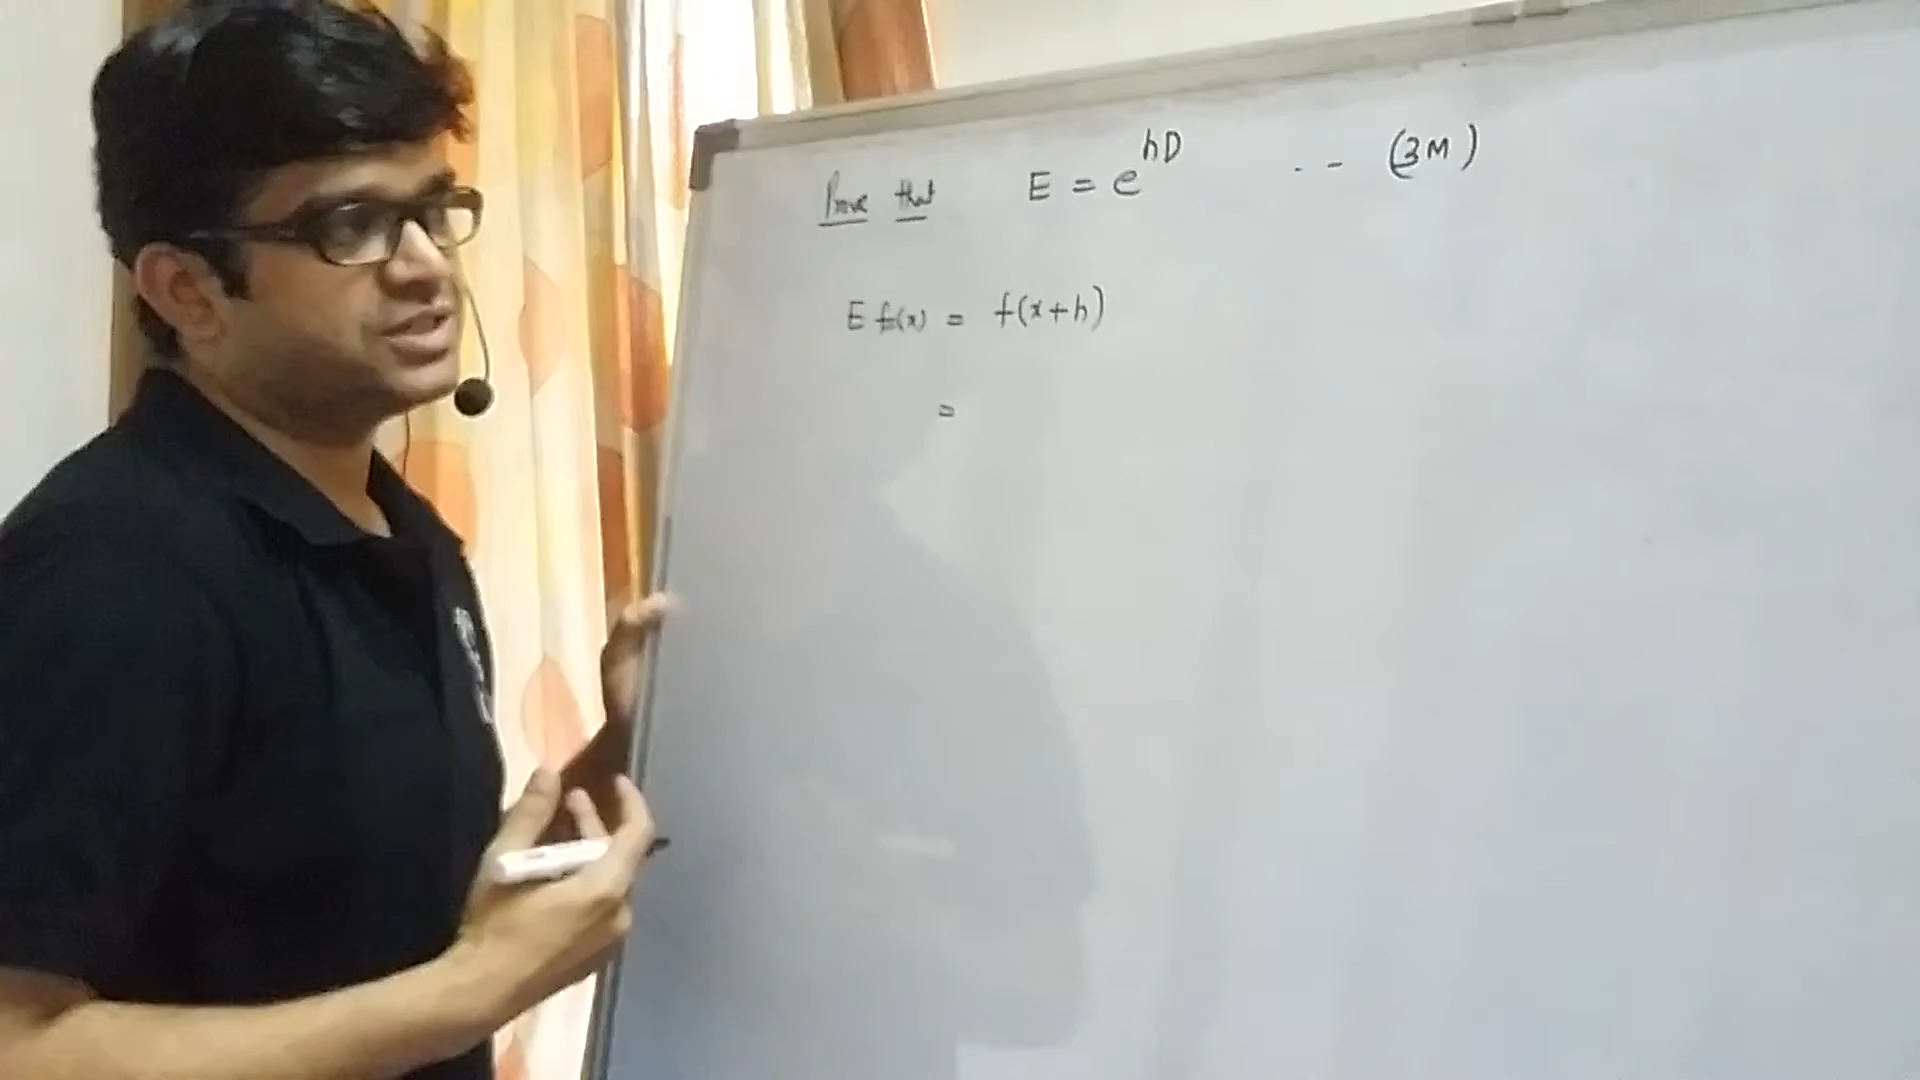 Prove that E = e^{hD} .. - (3M)
E f(x) = f(x+h)
=